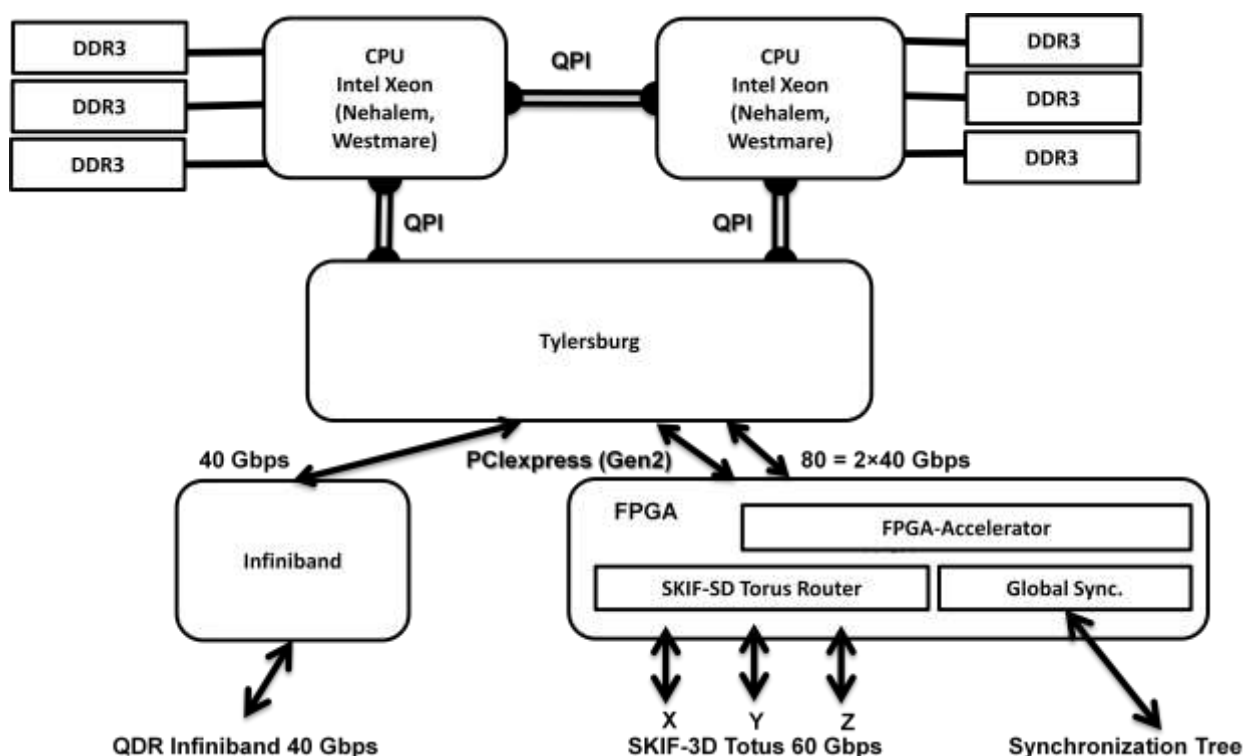 DDR3
DDR3
DDR3
CPU
Intel Xeon
(Nehalem,
Westmare)
QPI
CPU
Intel Xeon
(Nehalem,
Westmare)
DDR3
DDR3
DDR3
QPI
QPI
Tylersburg
40 Gbps
PCIexpress (Gen2)
80 = 2×40 Gbps
Infiniband
FPGA
FPGA-Accelerator
SKIF-SD Torus Router
Global Sync.
X
Y
Z
QDR Infiniband 40 Gbps
SKIF-3D Totus 60 Gbps
Synchronization Tree